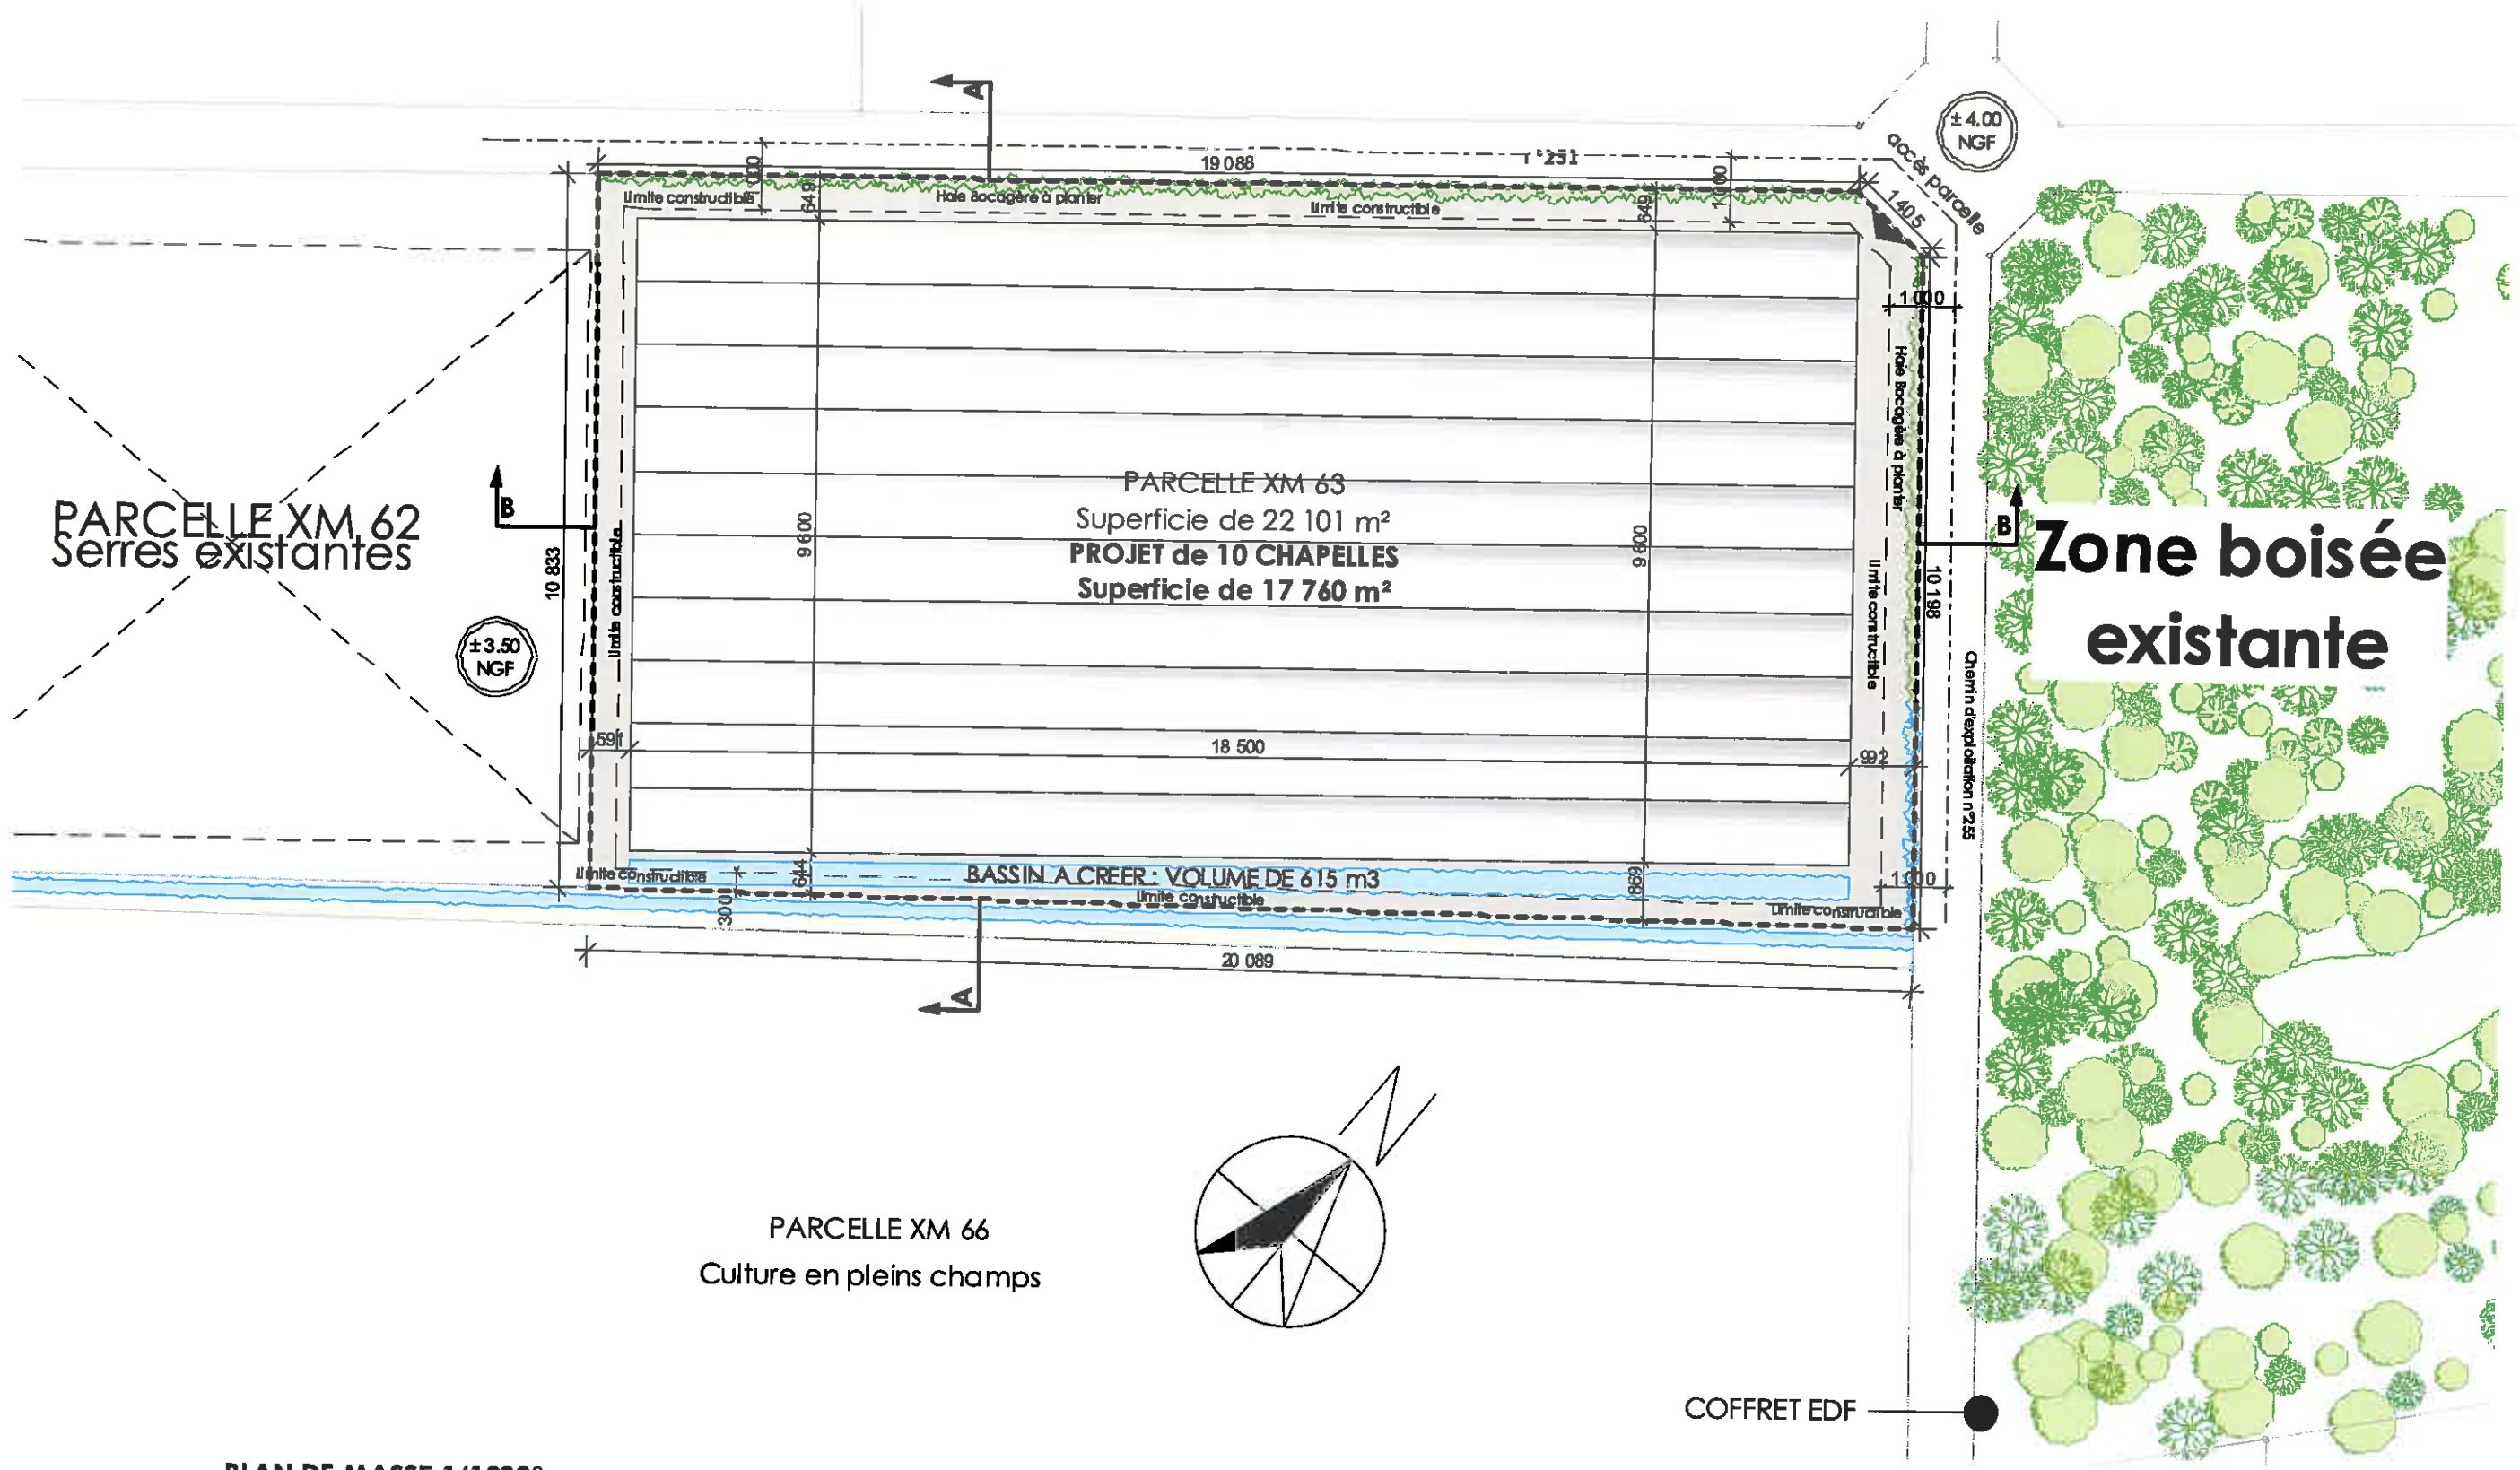 A
±4.00
NGF
accès parcelle
19 088
1 000
1 000
1 405
Limite constructible
649
Haie Bocagère à planter
Limite constructible
649
1 000
Haie Bocagère à planter
PARCELLE XM 63
Superficie de 22 101 m²
PROJET de 10 CHAPELLES
Superficie de 17 760 m²
9 600
9 600
PARCELLE XM 62
Serres existantes
B
B
10 833
Limite constructible
Limite constructible
10 198
Chemin d'exploitation n°255
Zone boisée
existante
±3.50
NGF
591
18 500
992
Limite constructible
644
BASSIN A CREER : VOLUME DE 615 m3
869
300
Limite constructible
Limite constructible
20 089
A
PARCELLE XM 66
Culture en pleins champs
N
COFFRET EDF